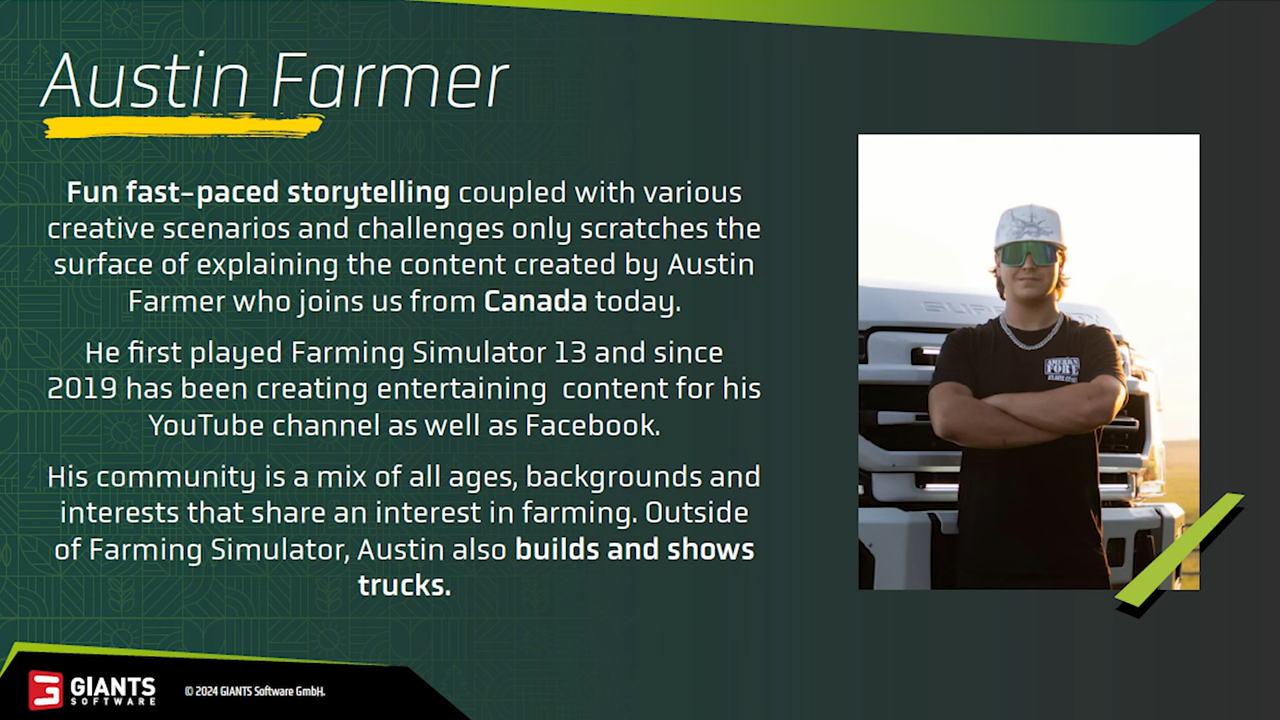 Austin Farmer
Fun fast-paced storytelling coupled with various
creative scenarios and challenges only scratches the
surface of explaining the content created by Austin
Farmer who joins us from Canada today.
He first played Farming Simulator 13 and since
2019 has been creating entertaining  content for his
YouTube channel as well as Facebook.
His community is a mix of all ages, backgrounds and
interests that share an interest in farming. Outside
of Farming Simulator, Austin also builds and shows
trucks.
GIANTS
SOFTWARE
© 2024 GIANTS Software GmbH.